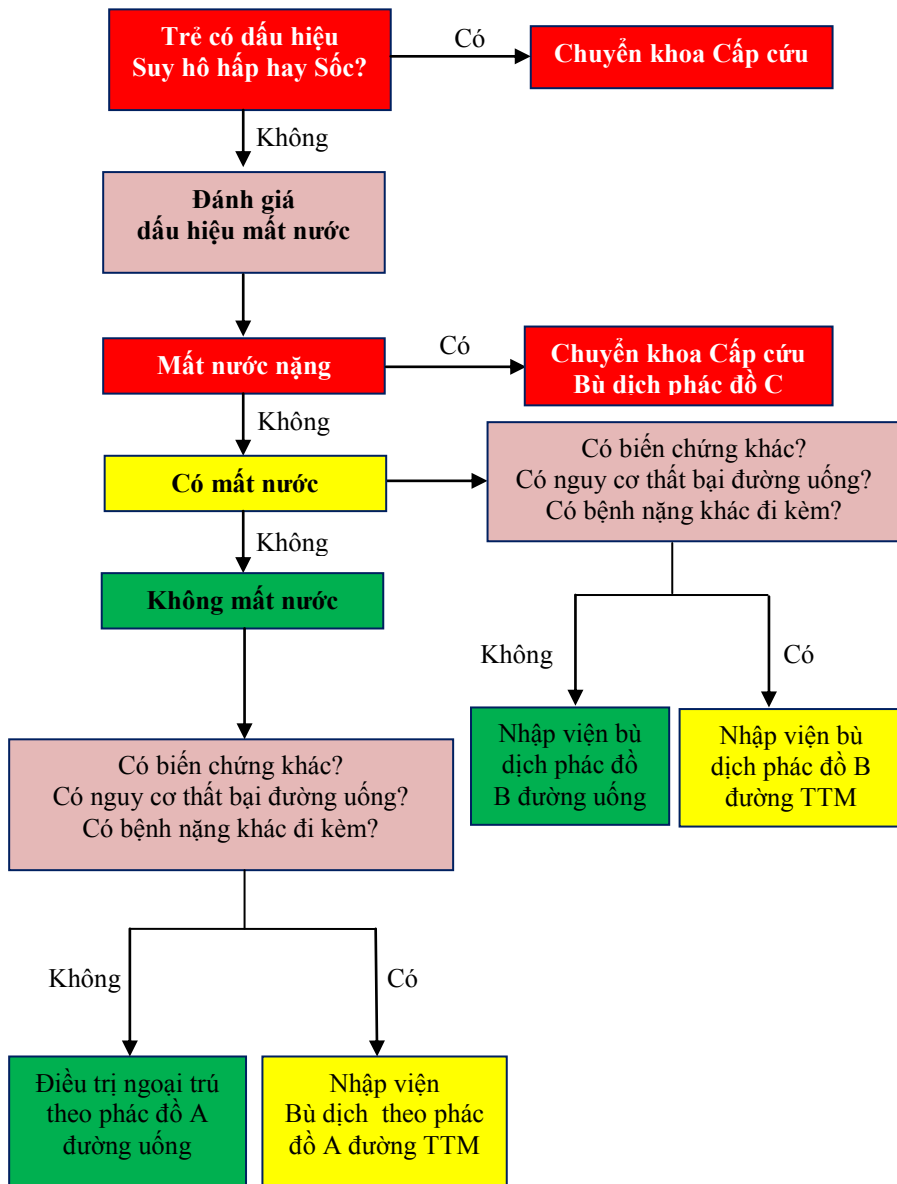 Trẻ có dấu hiệu
Suy hô hấp hay Sốc?
Có
Chuyển khoa Cấp cứu
Không
Đánh giá
dấu hiệu mất nước
Mất nước nặng
Có
Chuyển khoa Cấp cứu
Bù dịch phác đồ C
Không
Có mất nước
Có biến chứng khác?
Có nguy cơ thất bại đường uống?
Có bệnh nặng khác đi kèm?
Không
Không mất nước
Không
Có
Nhập viện bù
dịch phác đồ
B đường uống
Nhập viện bù
dịch phác đồ B
đường TTM
Có biến chứng khác?
Có nguy cơ thất bại đường uống?
Có bệnh nặng khác đi kèm?
Không
Có
Điều trị ngoại trú
theo phác đồ A
đường uống
Nhập viện
Bù dịch theo phác
đồ A đường TTM